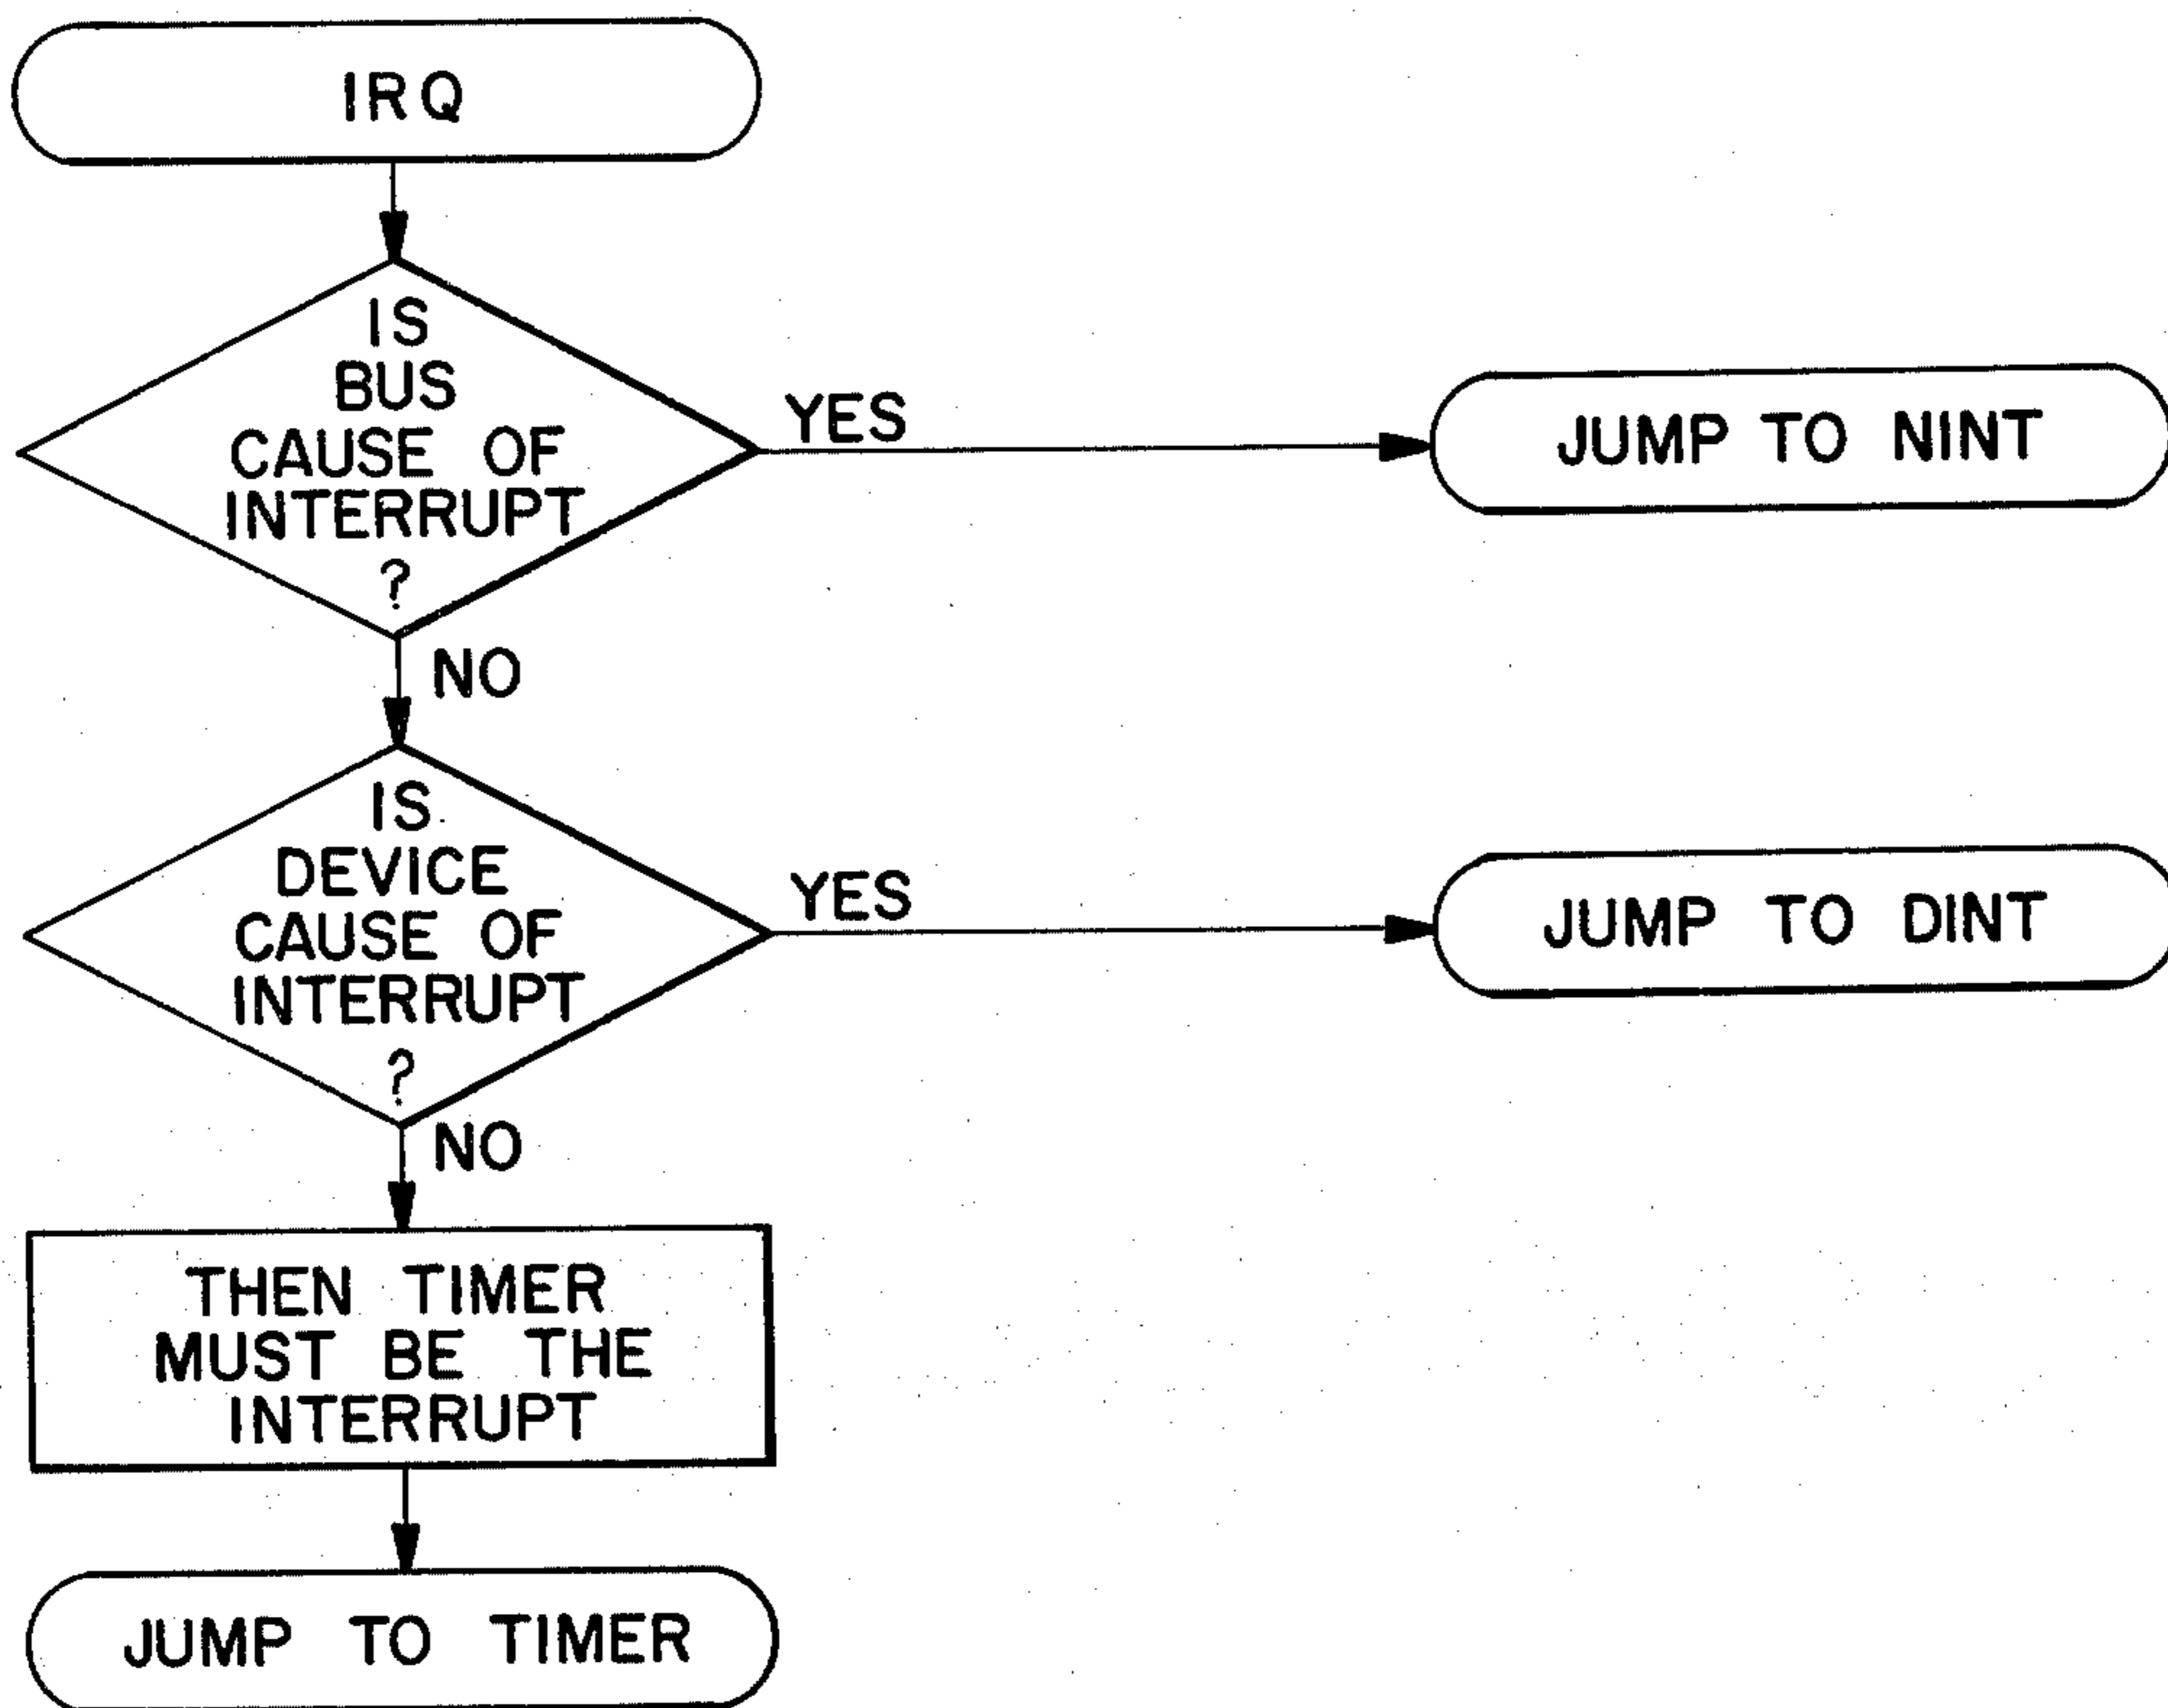 IRQ
IS
BUS
CAUSE OF
INTERRUPT
?
YES
JUMP TO NINT
NO
IS
DEVICE
CAUSE OF
INTERRUPT
?
YES
JUMP TO DINT
NO
THEN TIMER
MUST BE THE
INTERRUPT
JUMP TO TIMER